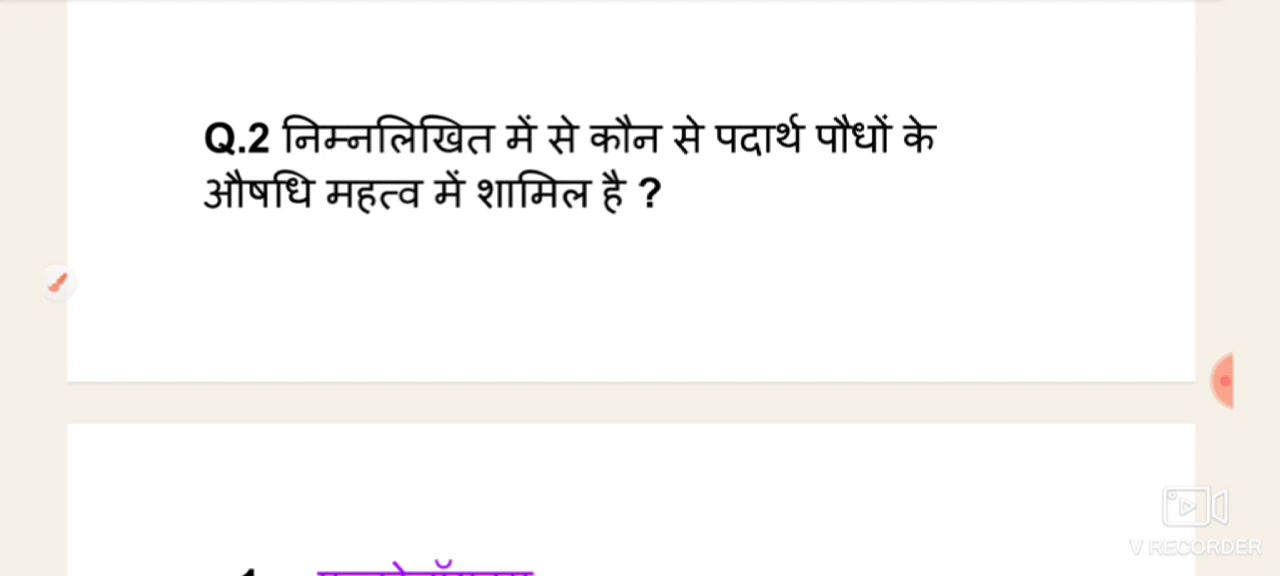 Q.2 निम्नलिखित में से कौन से पदार्थ पौधों के
औषधि महत्व में शामिल है ?
V RECORDER